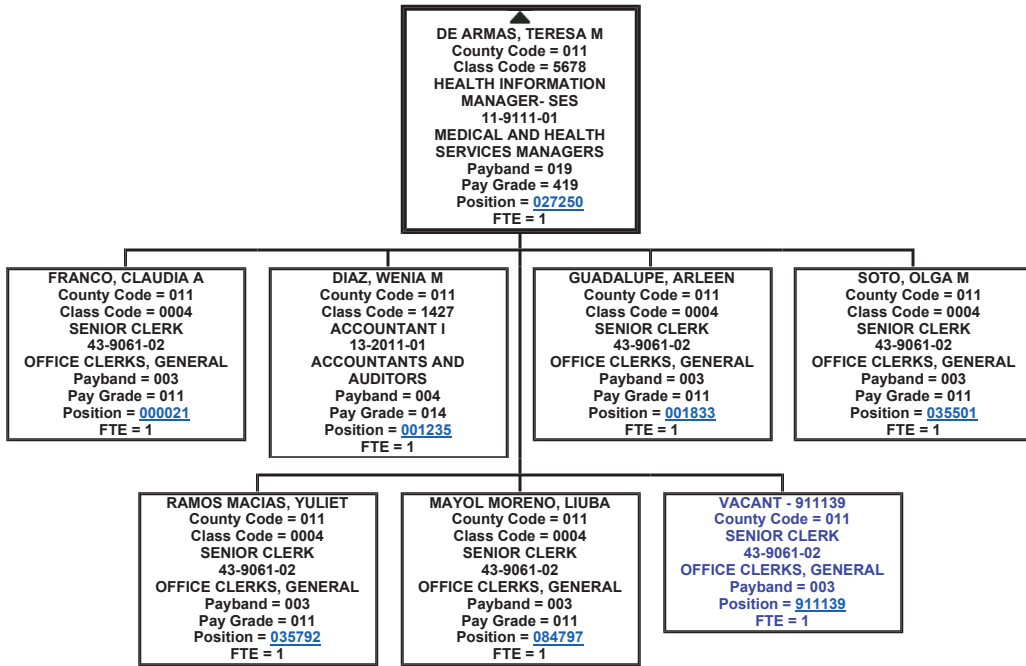 DE ARMAS, TERESA M
County Code = 011
Class Code = 5678
HEALTH INFORMATION
MANAGER- SES
11-9111-01
MEDICAL AND HEALTH
SERVICES MANAGERS
Payband = 019
Pay Grade = 419
Position = 027250
FTE = 1
FRANCO, CLAUDIA A
County Code = 011
Class Code = 0004
SENIOR CLERK
43-9061-02
OFFICE CLERKS, GENERAL
Payband = 003
Pay Grade = 011
Position = 000021
FTE = 1
DIAZ, WENIA M
County Code = 011
Class Code = 1427
ACCOUNTANT I
13-2011-01
ACCOUNTANTS AND
AUDITORS
Payband = 004
Pay Grade = 014
Position = 001235
FTE = 1
GUADALUPE, ARLEEN
County Code = 011
Class Code = 0004
SENIOR CLERK
43-9061-02
OFFICE CLERKS, GENERAL
Payband = 003
Pay Grade = 011
Position = 001833
FTE = 1
SOTO, OLGA M
County Code = 011
Class Code = 0004
SENIOR CLERK
43-9061-02
OFFICE CLERKS, GENERAL
Payband = 003
Pay Grade = 011
Position = 035501
FTE = 1
RAMOS MACIAS, YULIET
County Code = 011
Class Code = 0004
SENIOR CLERK
43-9061-02
OFFICE CLERKS, GENERAL
Payband = 003
Pay Grade = 011
Position = 035792
FTE = 1
MAYOL MORENO, LIUBA
County Code = 011
Class Code = 0004
SENIOR CLERK
43-9061-02
OFFICE CLERKS, GENERAL
Payband = 003
Pay Grade = 011
Position = 084797
FTE = 1
VACANT - 911139
County Code = 011
SENIOR CLERK
43-9061-02
OFFICE CLERKS, GENERAL
Payband = 003
Position = 911139
FTE = 1